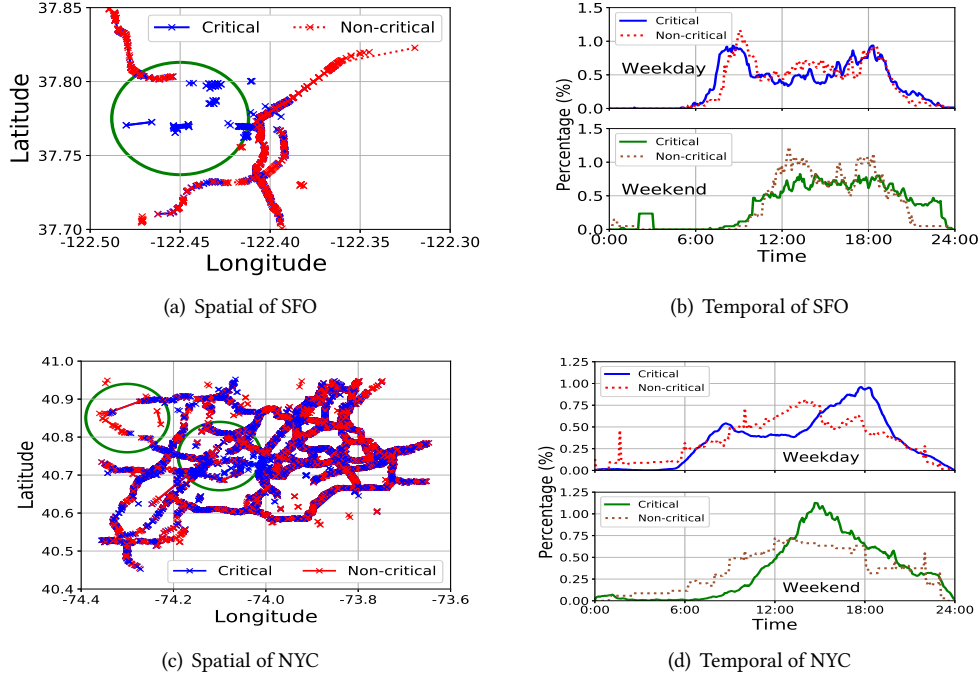 37.85
37.80
37.75
37.70
Latitude
Critical
Non-critical
-122.50 -122.45 -122.40 -122.35 -122.30
Longitude
(a) Spatial of SFO
Percentage (%)
1.5
1.0
0.5
0.0
Critical
Non-critical
Weekday
1.5
1.0
0.5
0.0
Critical
Non-critical
Weekend
0:00 6:00 12:00 18:00 24:00
Time
(b) Temporal of SFO
41.0
40.9
40.8
40.7
40.6
40.5
40.4
Latitude
Critical
Non-critical
-74.4 -74.2 -74.0 -73.8 -73.6
Longitude
(c) Spatial of NYC
Percentage (%)
1.25
1.00
0.75
0.50
0.25
0.00
Critical
Non-critical
Weekday
1.25
1.00
0.75
0.50
0.25
0.00
Critical
Non-critical
Weekend
0:00 6:00 12:00 18:00 24:00
Time
(d) Temporal of NYC